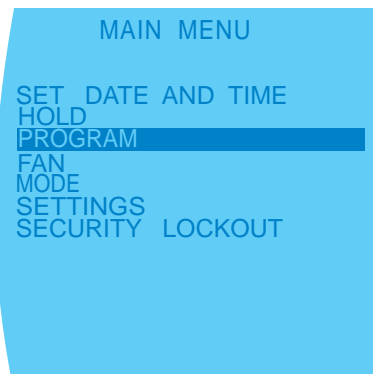 MAIN MENU
SET DATE AND TIME
HOLD
PROGRAM
FAN
MODE
SETTINGS
SECURITY LOCKOUT